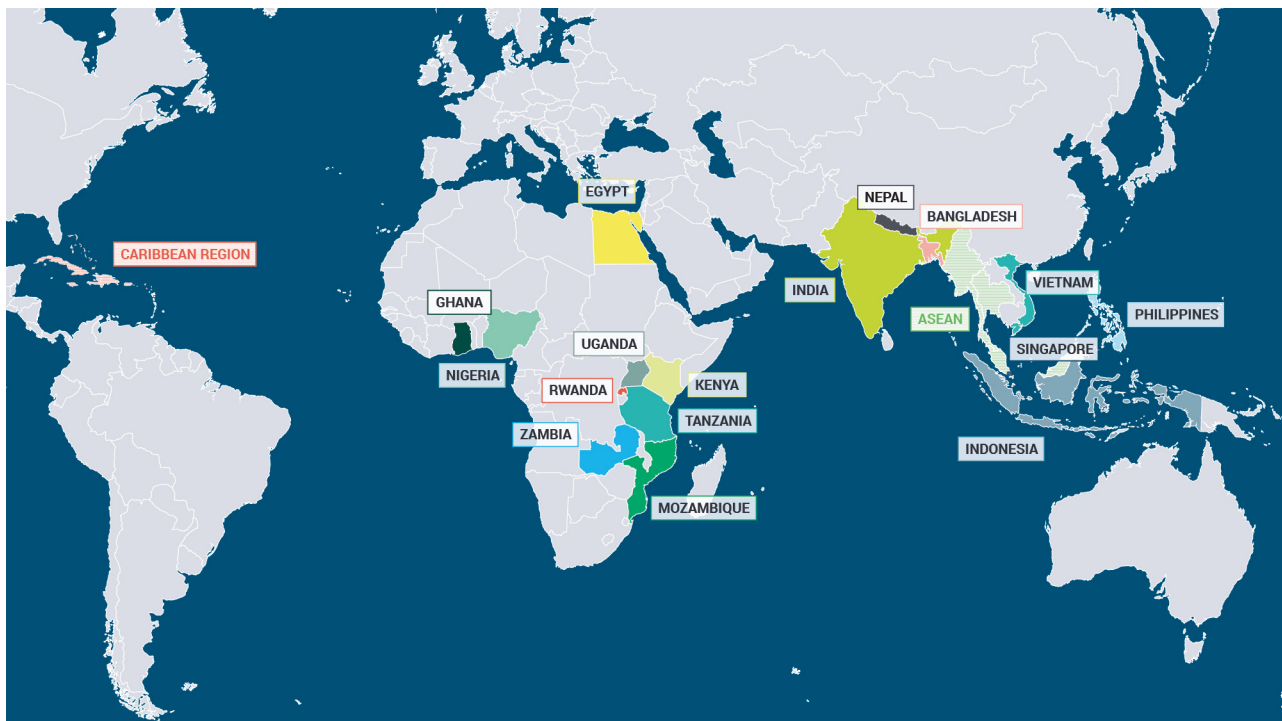 EGYPT
NEPAL
BANGLADESH
CARIBBEAN REGION
VIETNAM
INDIA
GHANA
PHILIPPINES
ASEAN
UGANDA
SINGAPORE
NIGERIA
RWANDA
KENYA
TANZANIA
ZAMBIA
INDONESIA
MOZAMBIQUE